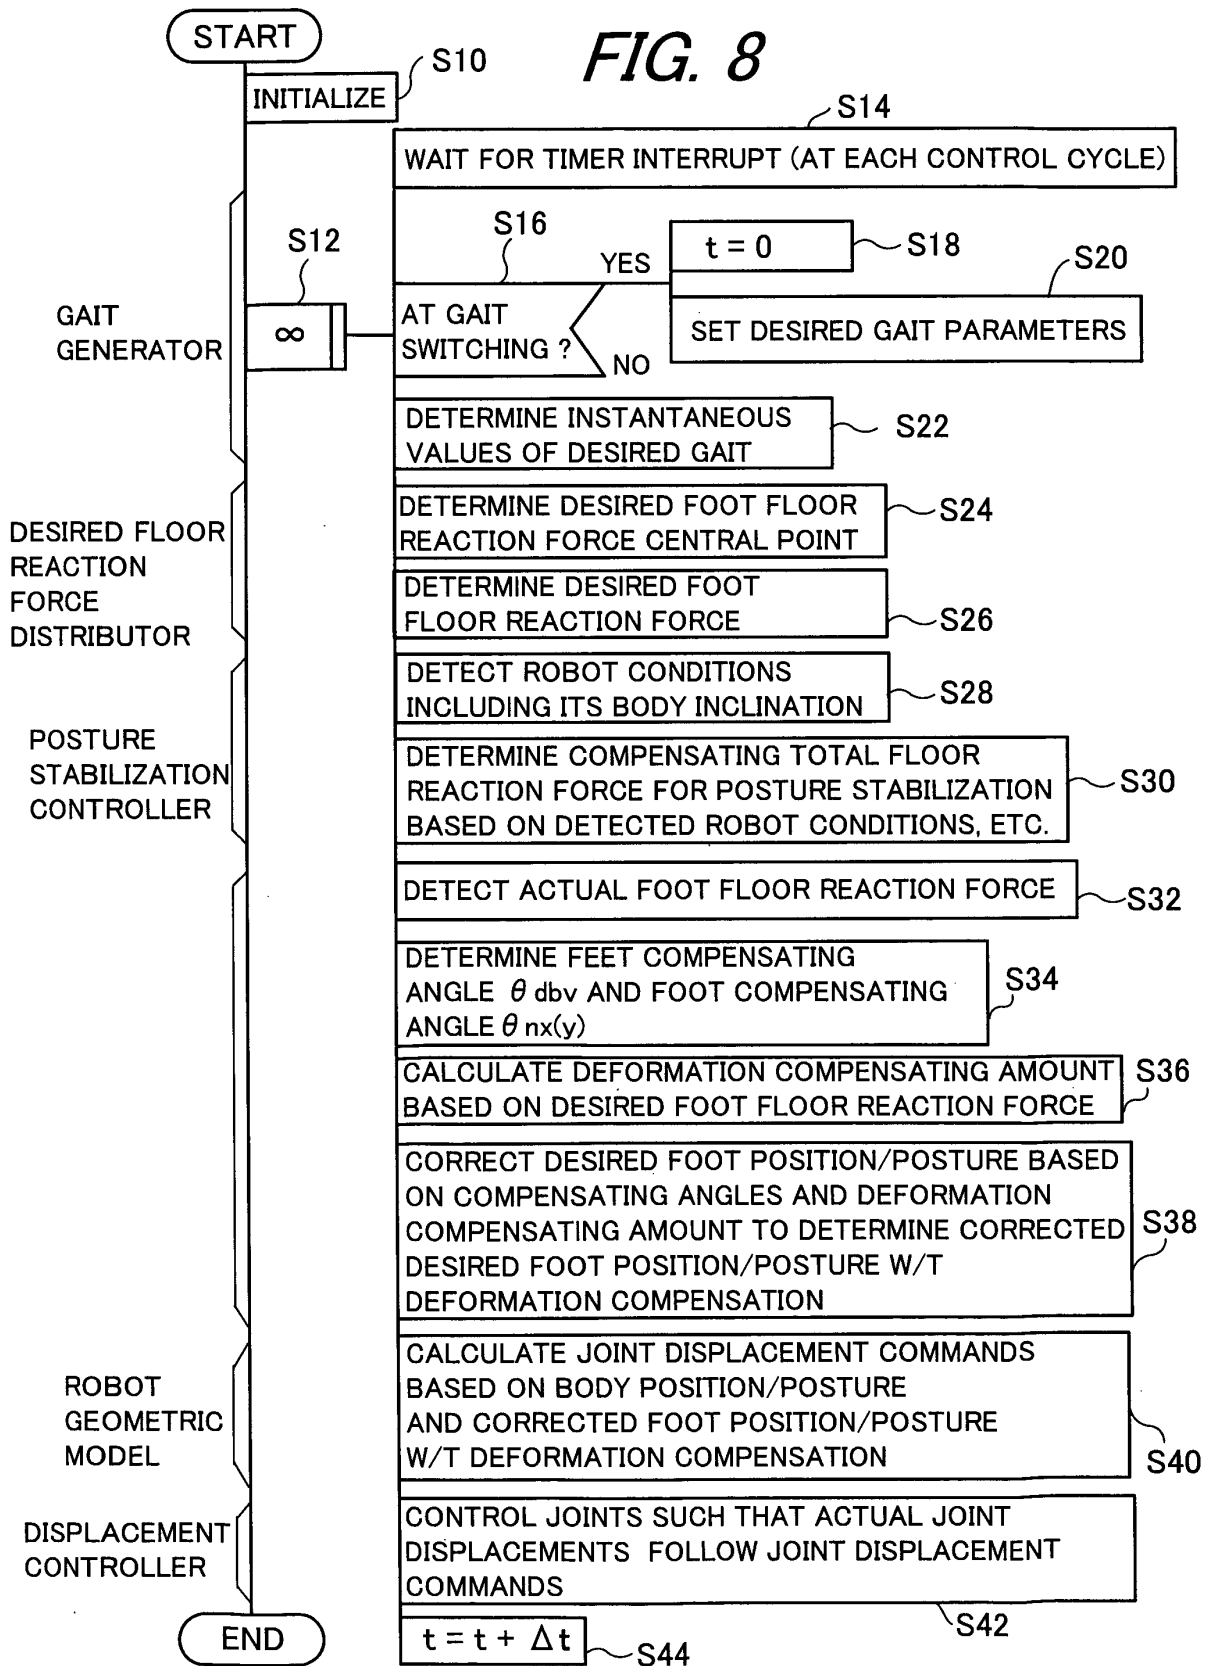 START
FIG. 8
S10
INITIALIZE
S14
WAIT FOR TIMER INTERRUPT (AT EACH CONTROL CYCLE)
S12
S16
YES
t = 0
S18
S20
GAIT
GENERATOR
∞
AT GAIT
SWITCHING ?
NO
SET DESIRED GAIT PARAMETERS
DETERMINE INSTANTANEOUS
VALUES OF DESIRED GAIT
S22
DESIRED FLOOR
REACTION
FORCE
DISTRIBUTOR
DETERMINE DESIRED FOOT FLOOR
REACTION FORCE CENTRAL POINT
S24
DETERMINE DESIRED FOOT
FLOOR REACTION FORCE
S26
DETECT ROBOT CONDITIONS
INCLUDING ITS BODY INCLINATION
S28
POSTURE
STABILIZATION
CONTROLLER
DETERMINE COMPENSATING TOTAL FLOOR
REACTION FORCE FOR POSTURE STABILIZATION
BASED ON DETECTED ROBOT CONDITIONS, ETC.
S30
DETECT ACTUAL FOOT FLOOR REACTION FORCE
S32
DETERMINE FEET COMPENSATING
ANGLE θ dbv AND FOOT COMPENSATING
ANGLE θ nx(y)
S34
CALCULATE DEFORMATION COMPENSATING AMOUNT
BASED ON DESIRED FOOT FLOOR REACTION FORCE
S36
CORRECT DESIRED FOOT POSITION/POSTURE BASED
ON COMPENSATING ANGLES AND DEFORMATION
COMPENSATING AMOUNT TO DETERMINE CORRECTED
DESIRED FOOT POSITION/POSTURE W/T
DEFORMATION COMPENSATION
S38
ROBOT
GEOMETRIC
MODEL
CALCULATE JOINT DISPLACEMENT COMMANDS
BASED ON BODY POSITION/POSTURE
AND CORRECTED FOOT POSITION/POSTURE
W/T DEFORMATION COMPENSATION
S40
DISPLACEMENT
CONTROLLER
CONTROL JOINTS SUCH THAT ACTUAL JOINT
DISPLACEMENTS FOLLOW JOINT DISPLACEMENT
COMMANDS
S42
END
t = t + Δt
S44